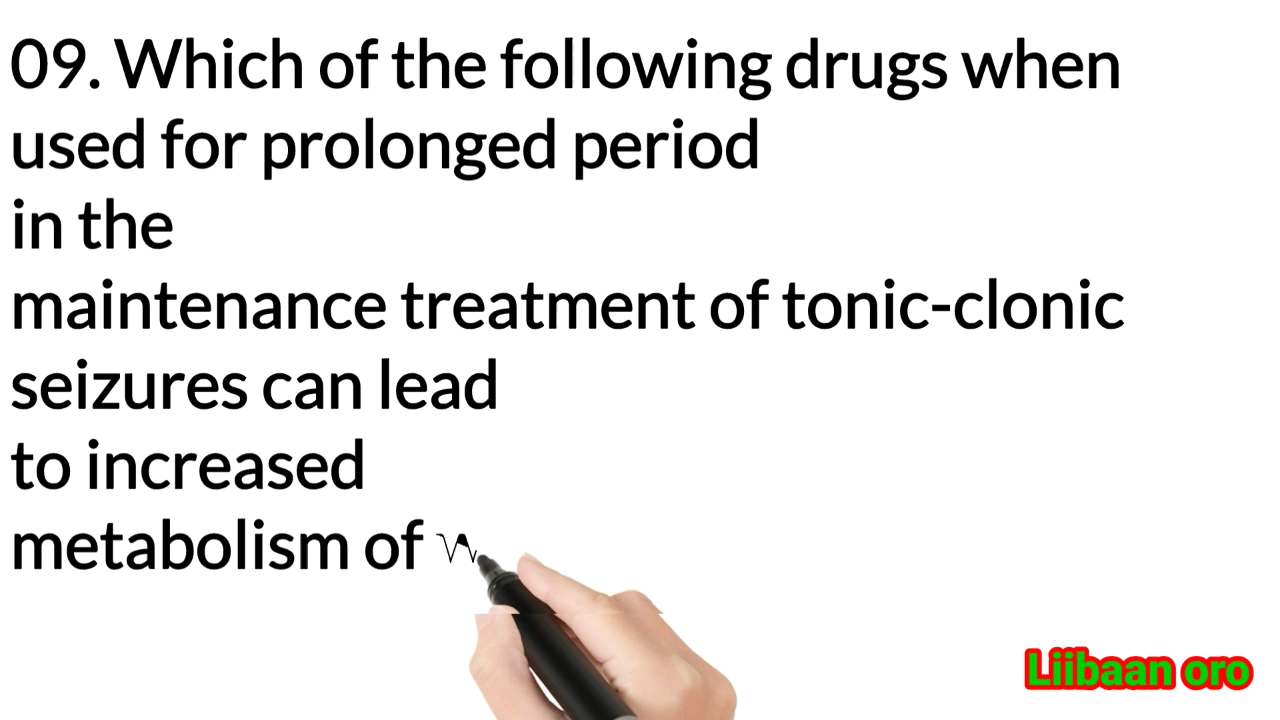 09. Which of the following drugs when
used for prolonged period
in the
maintenance treatment of tonic-clonic
seizures can lead
to increased
metabolism of
Liibaan oro